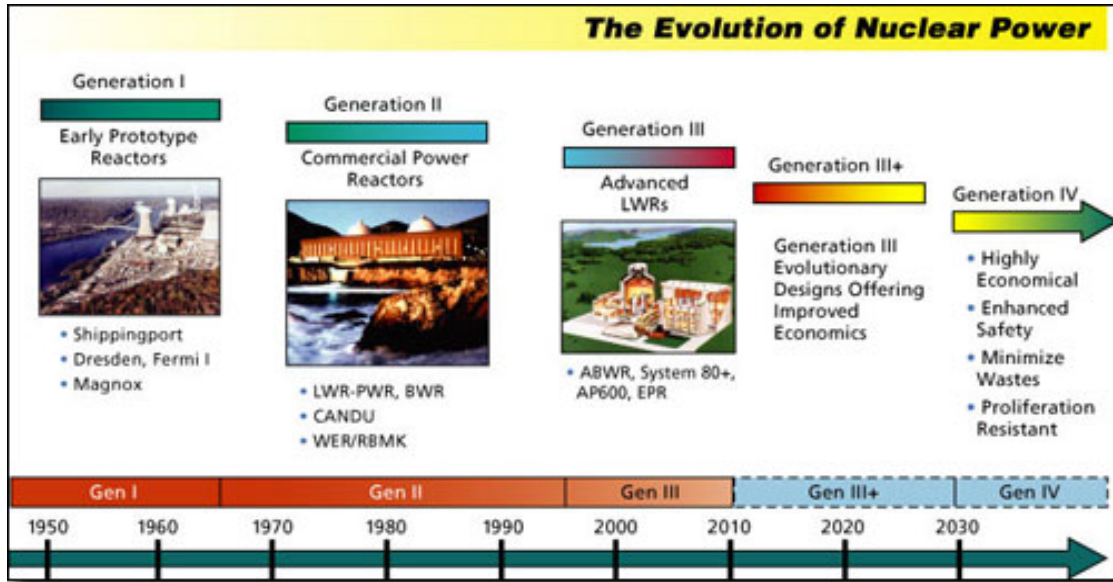 The Evolution of Nuclear Power
Generation I
Early Prototype
Reactors
• Shippingport
• Dresden, Fermi I
• Magnox
Generation II
Commercial Power
Reactors
• LWR-PWR, BWR
• CANDU
• WER/RBMK
Generation III
Advanced
LWRs
• ABWR, System 80+,
AP600, EPR
Generation III+
Generation III
Evolutionary
Designs Offering
Improved
Economics
Generation IV
• Highly
Economical
• Enhanced
Safety
• Minimize
Wastes
• Proliferation
Resistant
Gen I Gen II Gen III Gen III+ Gen IV
1950 1960 1970 1980 1990 2000 2010 2020 2030